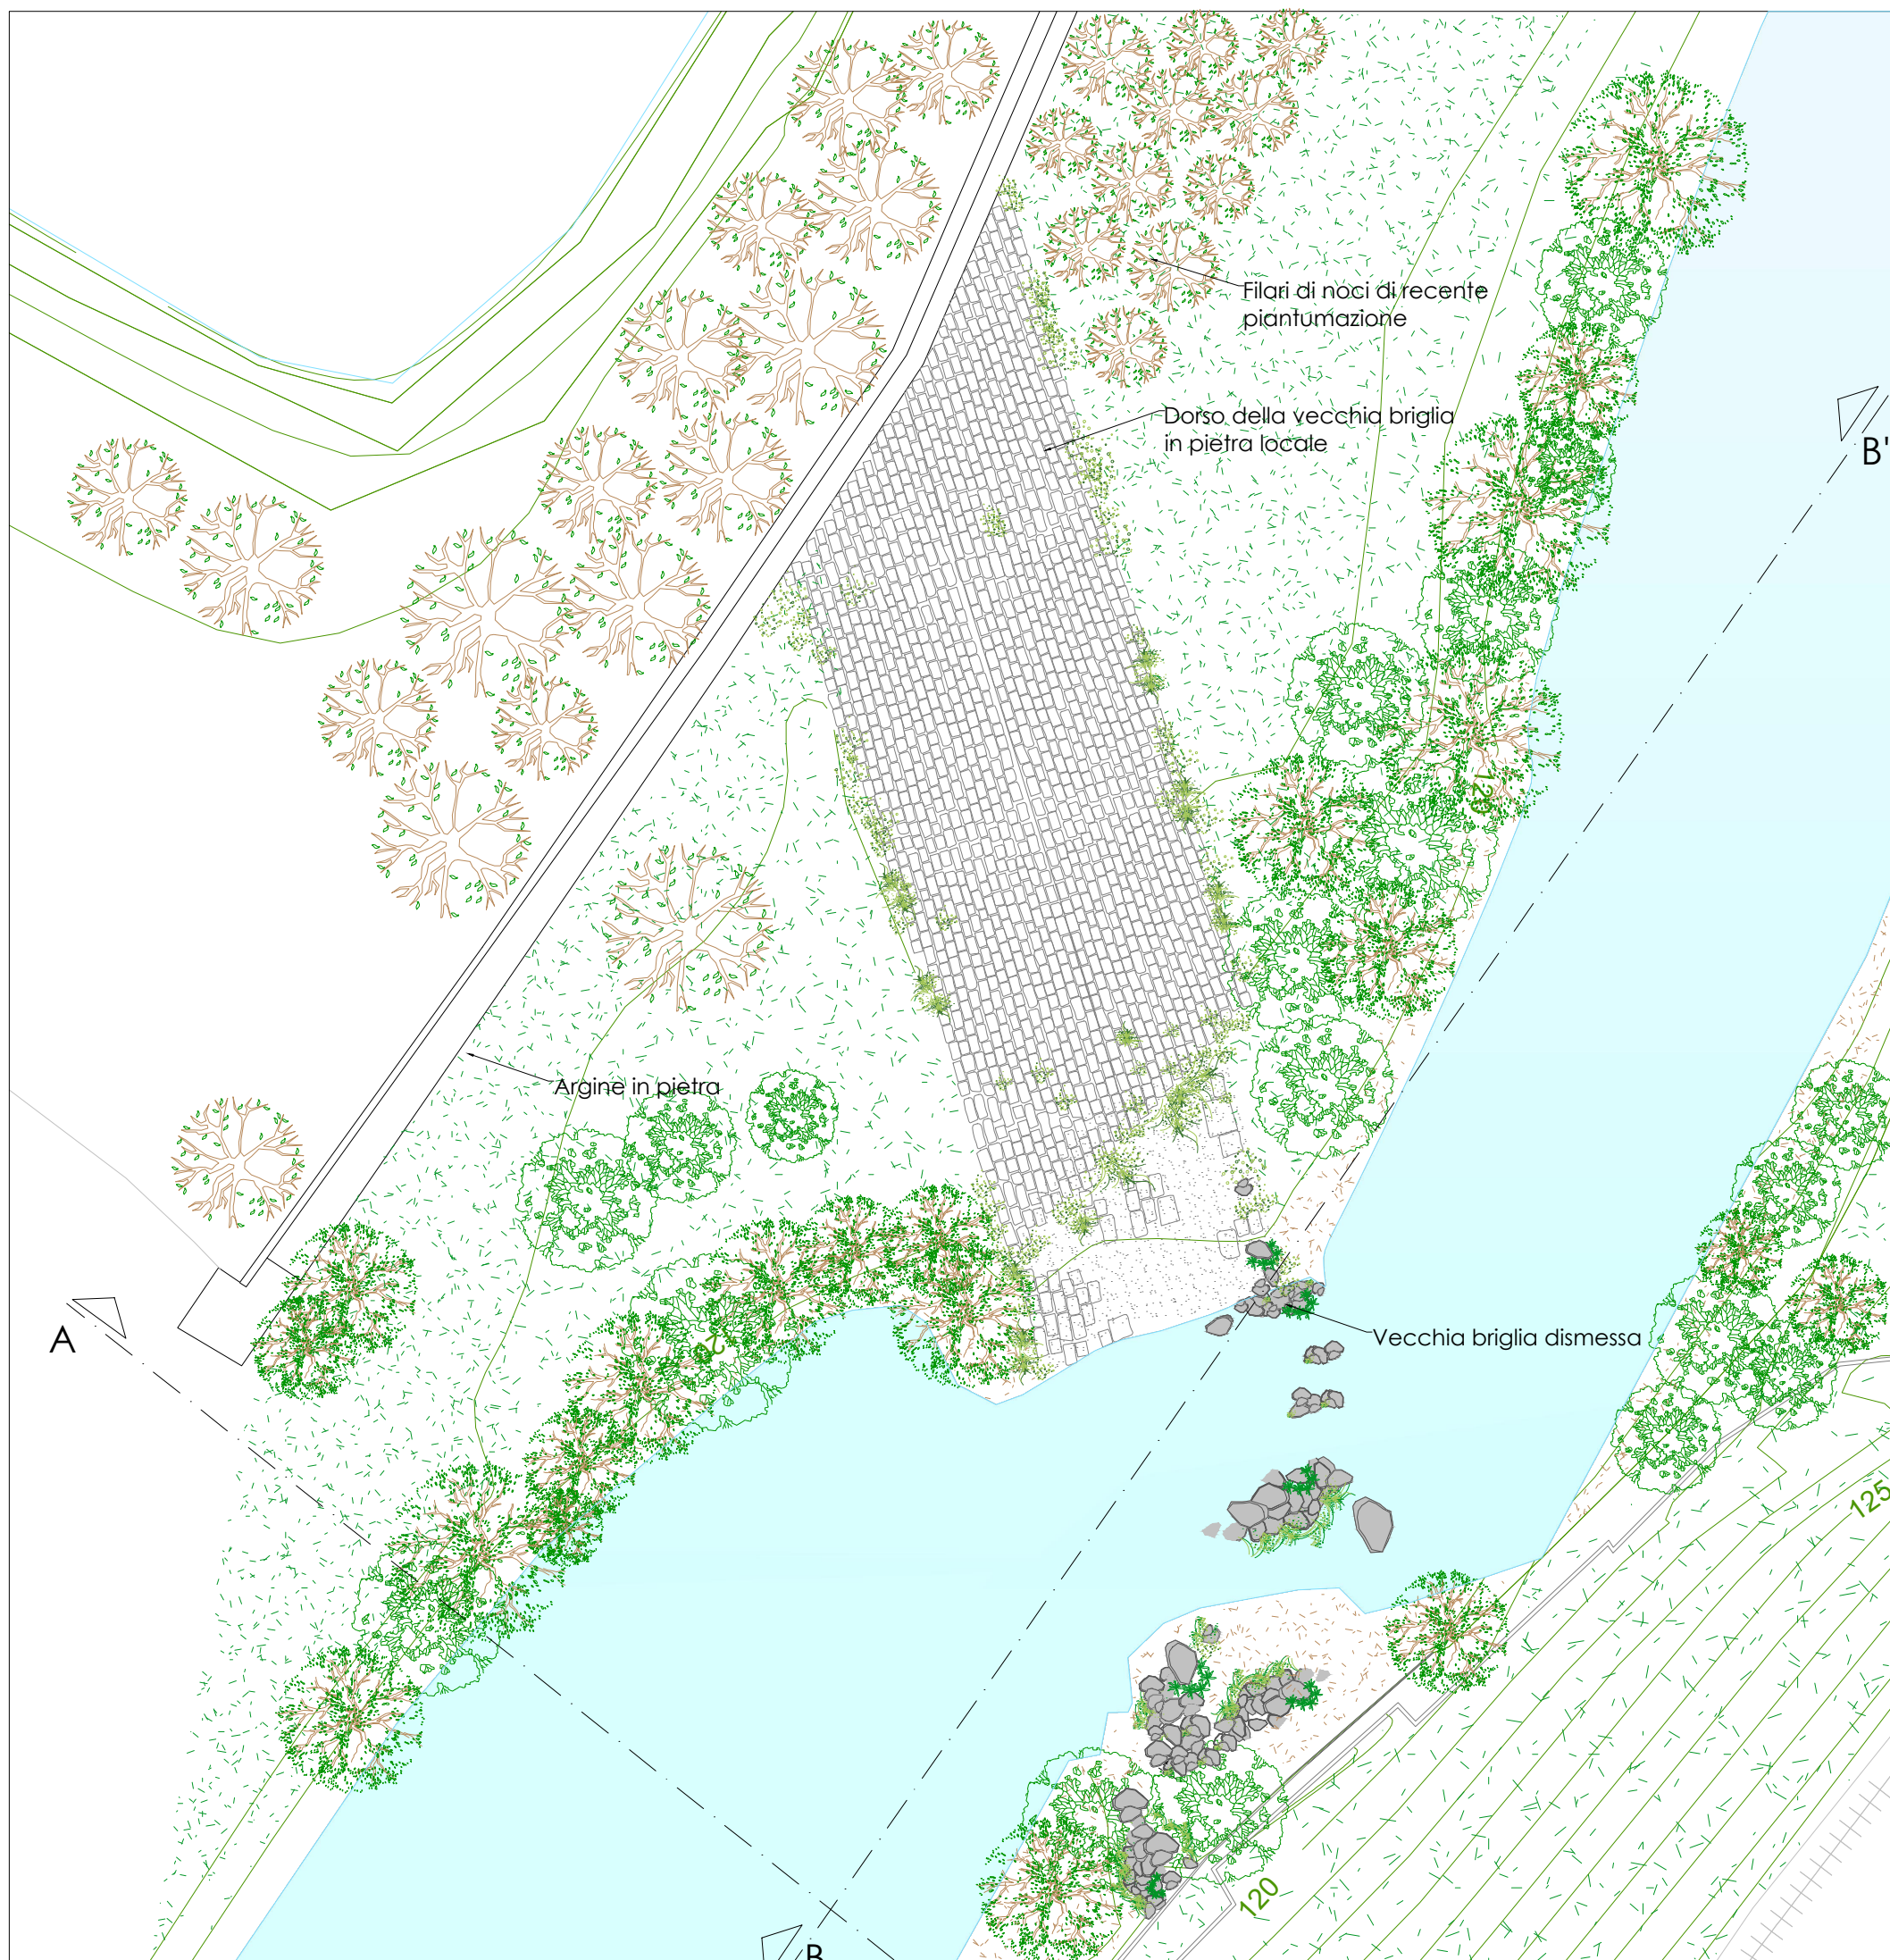 Filari di noci di recente
piantumazione
Dorso della vecchia briglia
in pietra locale
B'
120
Argine in pietra
A
Vecchia briglia dismessa
125
120
B